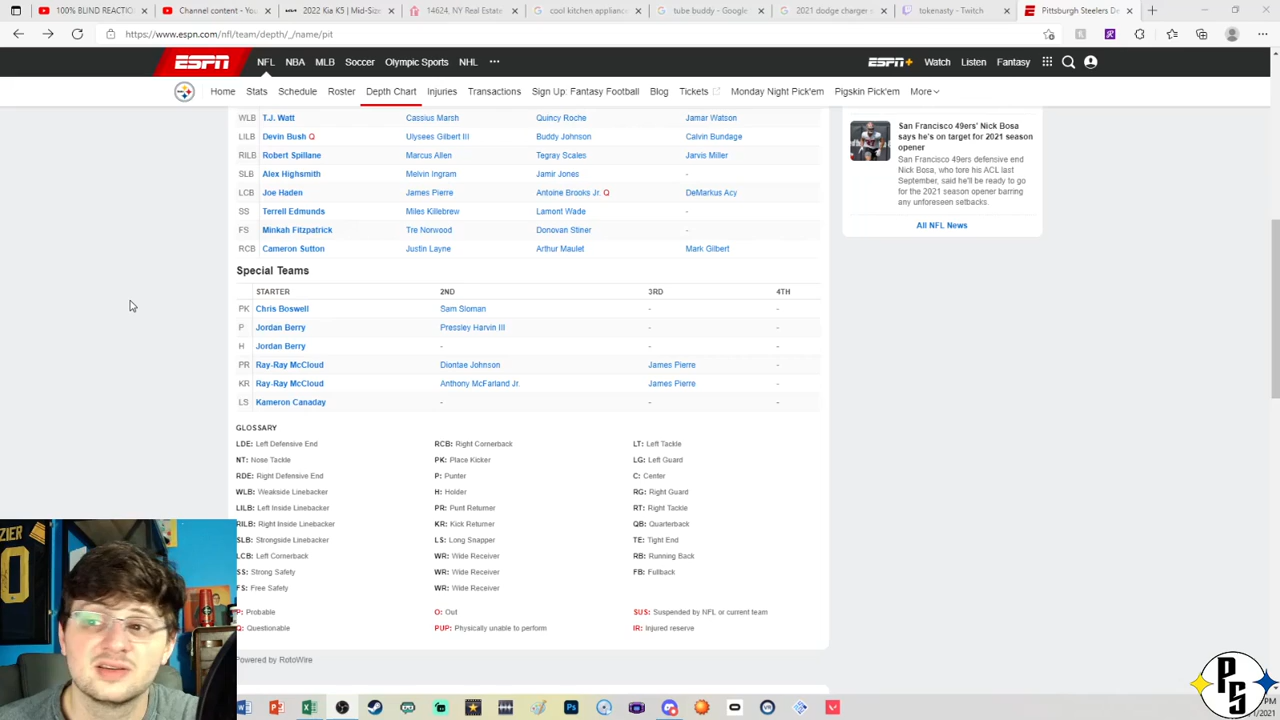 100% BLIND REACTIO
Channel content - YouTu
2022 Kia K5 | Mid-Size
14624, NY Real Estate
cool kitchen applianc
tube buddy - Google
2021 dodge charger s
tokenasty - Twitch
Pittsburgh Steelers De
https://www.espn.com/nfl/team/depth/_/name/pit
ESPN NFL NBA MLB Soccer Olympic Sports NHL ••• ESPN+ Watch Listen Fantasy
Home Stats Schedule Roster Depth Chart Injuries Transactions Sign Up: Fantasy Football Blog Tickets Monday Night Pick'em Pigskin Pick'em More
WLB T.J. Watt Cassius Marsh Quincy Roche Jamar Watson
LILB Devin Bush Q Ulysees Gilbert III Buddy Johnson Calvin Bundage
RILB Robert Spillane Marcus Allen Tegray Scales Jarvis Miller
SLB Alex Highsmith Melvin Ingram Jamir Jones -
LCB Joe Haden James Pierre Antoine Brooks Jr. Q DeMarkus Acy
SS Terrell Edmunds Miles Killebrew Lamont Wade -
FS Minkah Fitzpatrick Tre Norwood Donovan Stiner -
RCB Cameron Sutton Justin Layne Arthur Maulet Mark Gilbert
San Francisco 49ers' Nick Bosa
says he's on target for 2021 season
opener
San Francisco 49ers defensive end
Nick Bosa, who tore his ACL last
September, said he'll be ready to go
for the 2021 season opener barring
any unforeseen setbacks.
All NFL News
Special Teams
STARTER 2ND 3RD 4TH
PK Chris Boswell Sam Sloman - -
P Jordan Berry Pressley Harvin III - -
H Jordan Berry - - -
PR Ray-Ray McCloud Diontae Johnson James Pierre -
KR Ray-Ray McCloud Anthony McFarland Jr. James Pierre -
LS Kameron Canaday - - -
GLOSSARY
LDE: Left Defensive End RCB: Right Cornerback LT: Left Tackle
NT: Nose Tackle PK: Place Kicker LG: Left Guard
RDE: Right Defensive End P: Punter C: Center
WLB: Weakside Linebacker H: Holder RG: Right Guard
LILB: Left Inside Linebacker PR: Punt Returner RT: Right Tackle
RILB: Right Inside Linebacker KR: Kick Returner QB: Quarterback
SLB: Strongside Linebacker LS: Long Snapper TE: Tight End
LCB: Left Cornerback WR: Wide Receiver RB: Running Back
SS: Strong Safety WR: Wide Receiver FB: Fullback
FS: Free Safety WR: Wide Receiver
P: Probable O: Out SUS: Suspended by NFL or current team
Q: Questionable PUP: Physically unable to perform IR: Injured reserve
Powered by RotoWire
PS
PM
1/2021